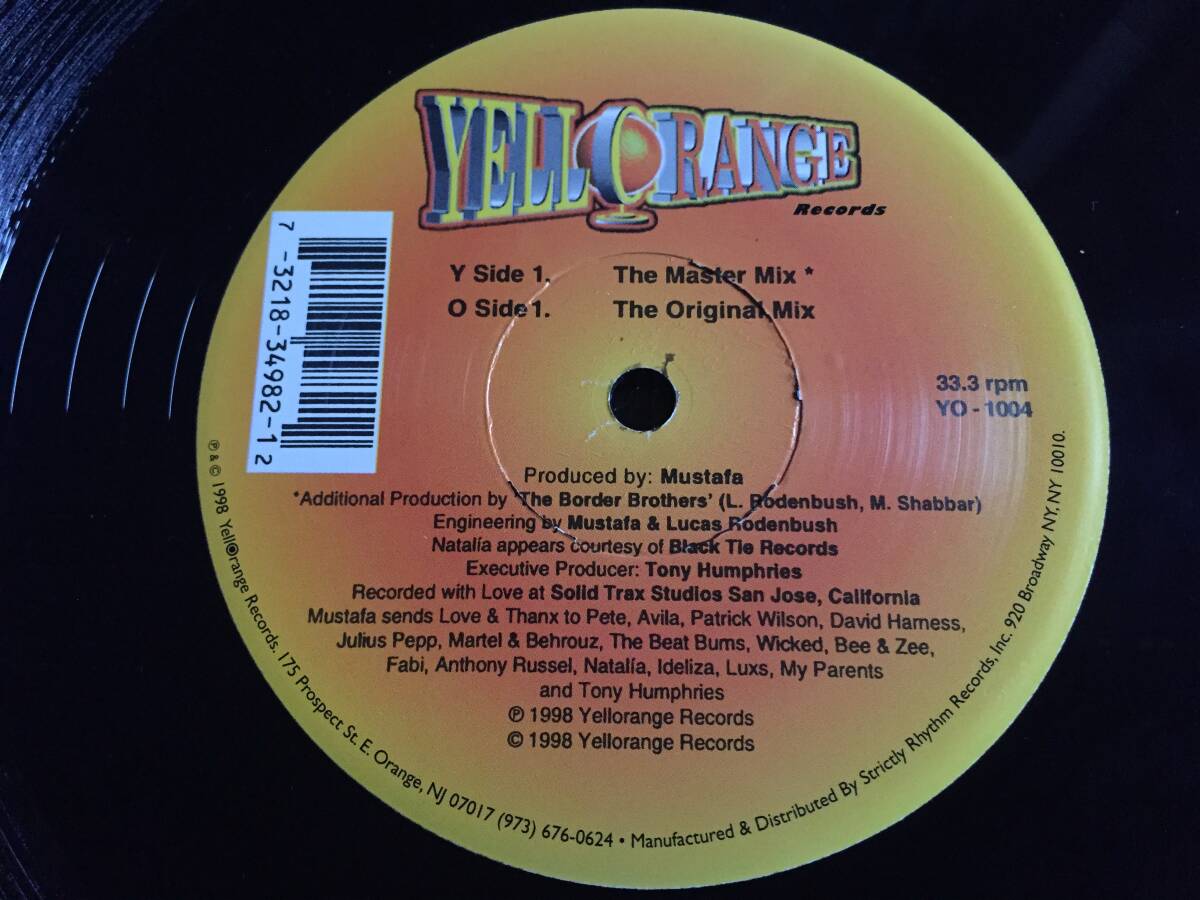 YELLORANGE
Records
Y Side 1. The Master Mix *
O Side 1. The Original Mix
7 -3218-34982-1 2
33.3 rpm
YO - 1004
Produced by: Mustafa
*Additional Production by 'The Border Brothers' (L. Rodenbush, M. Shabbar)
Engineering by Mustafa & Lucas Rodenbush
Natalía appears courtesy of Black Tie Records
Executive Producer: Tony Humphries
Recorded with Love at Solid Trax Studios San Jose, California
Mustafa sends Love & Thanx to Pete, Avila, Patrick Wilson, David Harness,
Julius Pepp, Martel & Behrouz, The Beat Bums, Wicked, Bee & Zee,
Fabi, Anthony Russel, Natalía, Ideliza, Luxs, My Parents
and Tony Humphries
℗ 1998 Yellorange Records
© 1998 Yellorange Records
℗ & © 1998 YellOrange Records. 175 Prospect St. E. Orange, NJ 07017 (973) 676-0624 • Manufactured & Distributed By Strictly Rhythm Records, Inc. 920 Broadway NY, NY 10010.